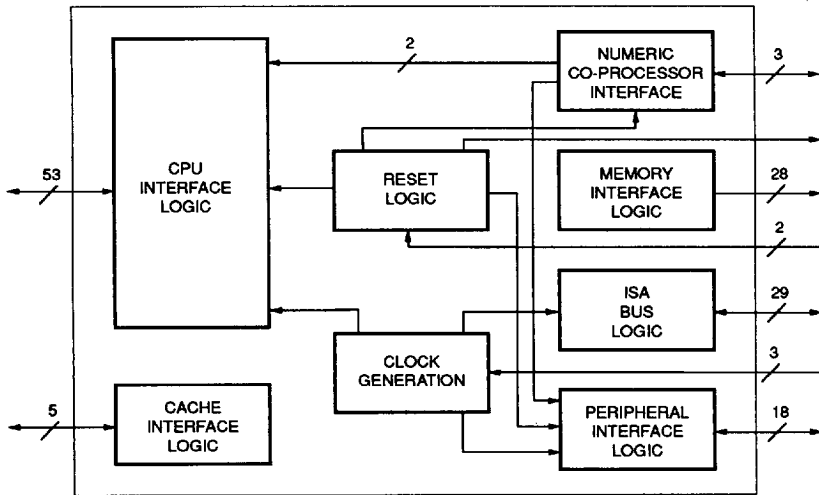 2
NUMERIC
CO-PROCESSOR
INTERFACE
3
53
CPU
INTERFACE
LOGIC
RESET
LOGIC
MEMORY
INTERFACE
LOGIC
28
2
ISA
BUS
LOGIC
29
CLOCK
GENERATION
3
5
CACHE
INTERFACE
LOGIC
PERIPHERAL
INTERFACE
LOGIC
18